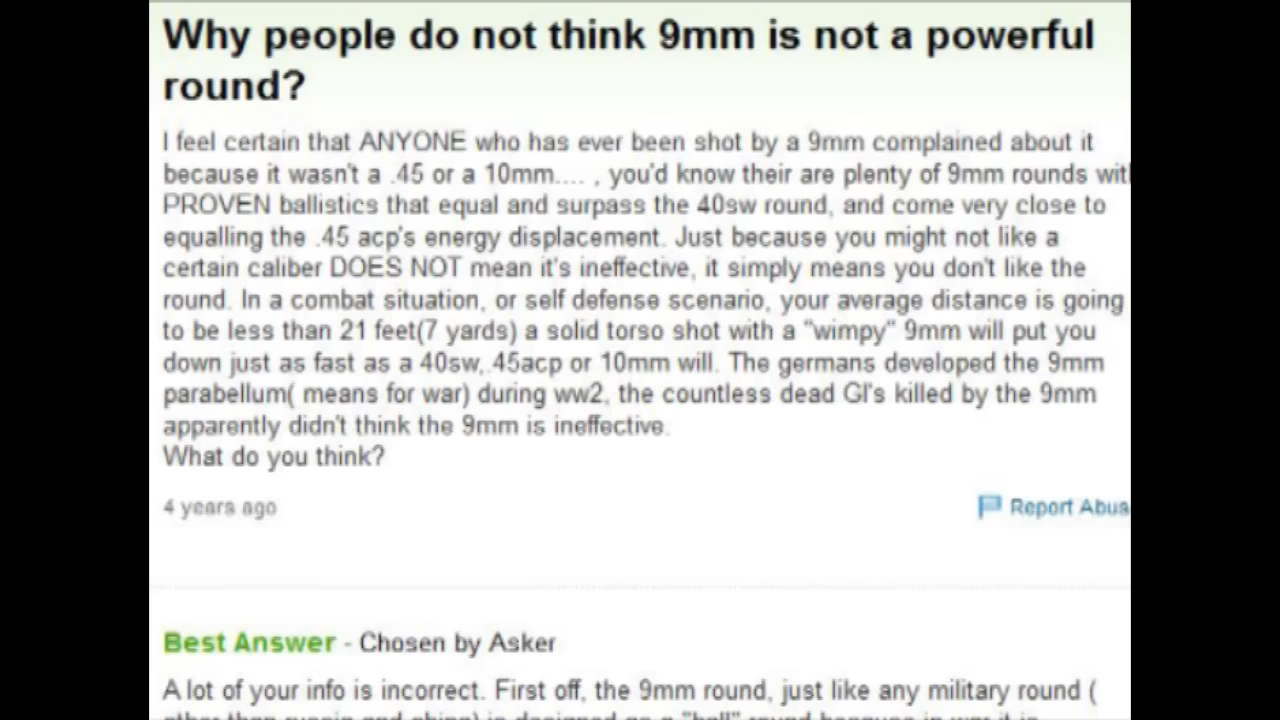 Why people do not think 9mm is not a powerful
round?
I feel certain that ANYONE who has ever been shot by a 9mm complained about it
because it wasn't a .45 or a 10mm.... , you'd know their are plenty of 9mm rounds with
PROVEN ballistics that equal and surpass the 40sw round, and come very close to
equalling the .45 acp's energy displacement. Just because you might not like a
certain caliber DOES NOT mean it's ineffective, it simply means you don't like the
round. In a combat situation, or self defense scenario, your average distance is going
to be less than 21 feet(7 yards) a solid torso shot with a "wimpy" 9mm will put you
down just as fast as a 40sw,.45acp or 10mm will. The germans developed the 9mm
parabellum( means for war) during ww2, the countless dead GI's killed by the 9mm
apparently didn't think the 9mm is ineffective.
What do you think?
4 years ago
Report Abus
Best Answer - Chosen by Asker
A lot of your info is incorrect. First off, the 9mm round, just like any military round (